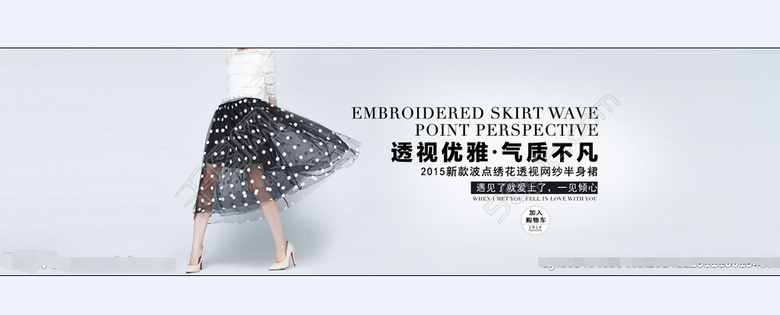 EMBROIDERED SKIRT WAVE
POINT PERSPECTIVE
透视优雅·气质不凡
2015新款波点绣花透视网纱半身裙
遇见了就爱上了，一见倾心
WHEN I MET YOU, FELL IN LOVE WITH YOU
加入
购物车
2014